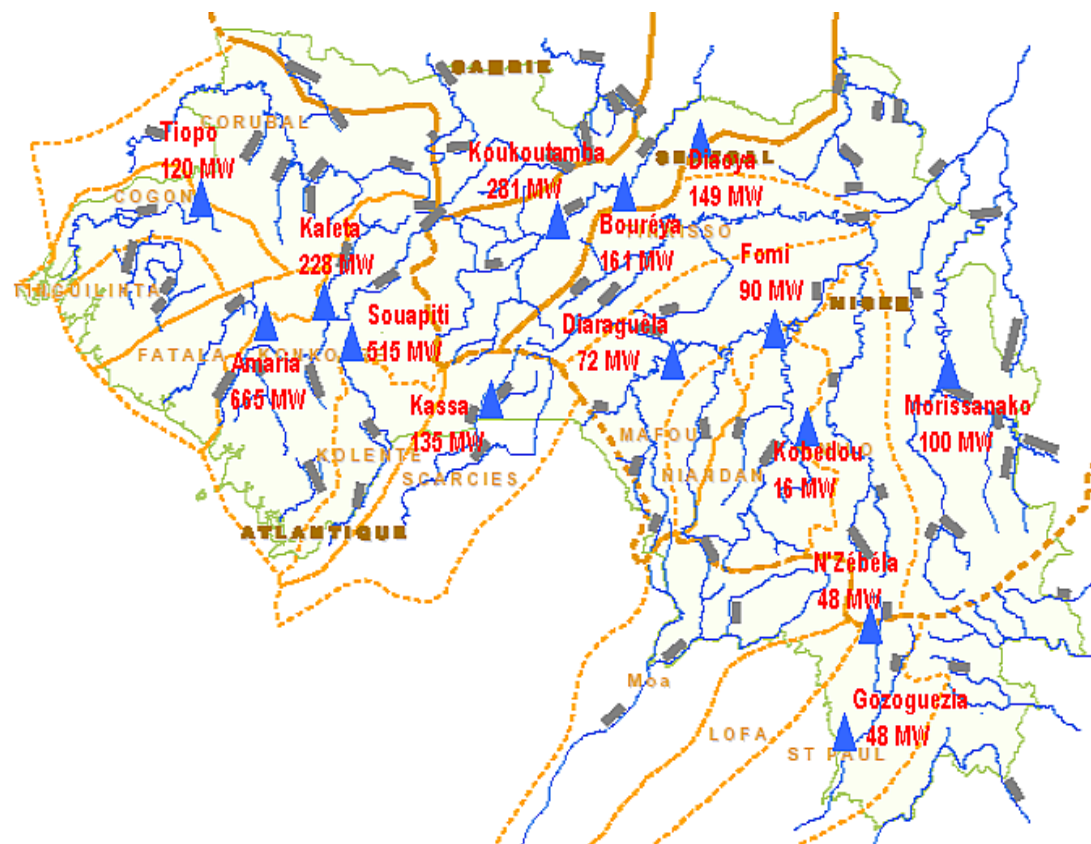 GAMBIE
CORUBAL
Tiopo
120 MW
COGON
Koukoutamba
281 MW
SENEGAL
Diaoya
149 MW
Kaleta
228 MW
Bouréya
161 MW
TINKISSO
Fomi
90 MW
TINGUILINTA
NIGER
Souapiti
515 MW
Diaraguéla
72 MW
FATALA
KONKO
Amaria
665 MW
Kassa
135 MW
Morissanako
100 MW
MAFOU
NIANDAN
Kobédou
16 MW
KOLENTE
SCARCIES
ATLANTIQUE
N'Zébéla
48 MW
Moa
Gozoguezia
48 MW
LOFA
ST PAUL